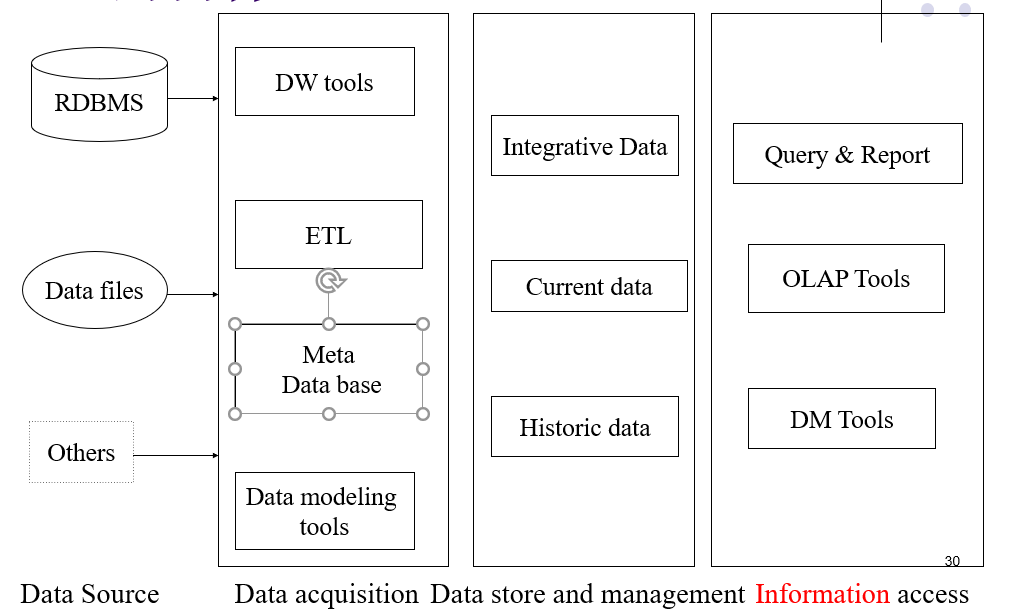 RDBMS
Data files
Others
DW tools
ETL
Meta
Data base
Data modeling
tools
Integrative Data
Current data
Historic data
Query & Report
OLAP Tools
DM Tools
30
Data Source
Data acquisition
Data store and management
Information access